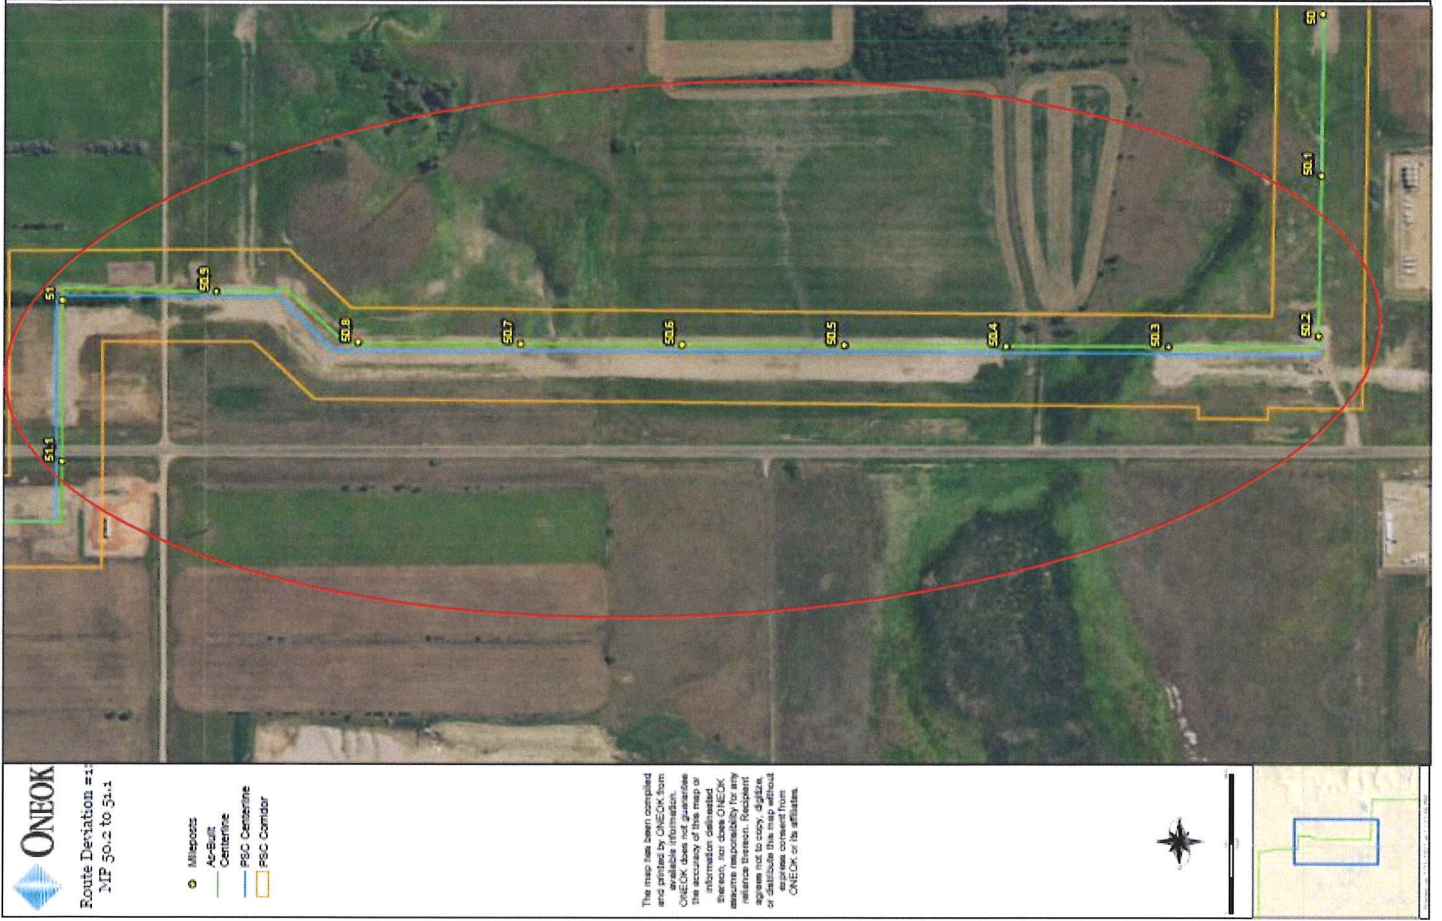 ONEOK
Route Deviation #1
MP 50.2 to 51.1
Mileposts
As-Built
Centerline
PSC Centerline
PSC Corridor
The map has been compiled
and printed by ONEOK from
available information.
ONEOK does not guarantee
the accuracy of this map or
information delineated
thereon, nor does ONEOK
assume responsibility for any
reliance thereon. Recipient
agrees not to copy, digitize,
or distribute this map without
express consent from
ONEOK or its affiliates.
51.1
51
50.9
50.8
50.7
50.6
50.5
50.4
50.3
50.2
50.1
50